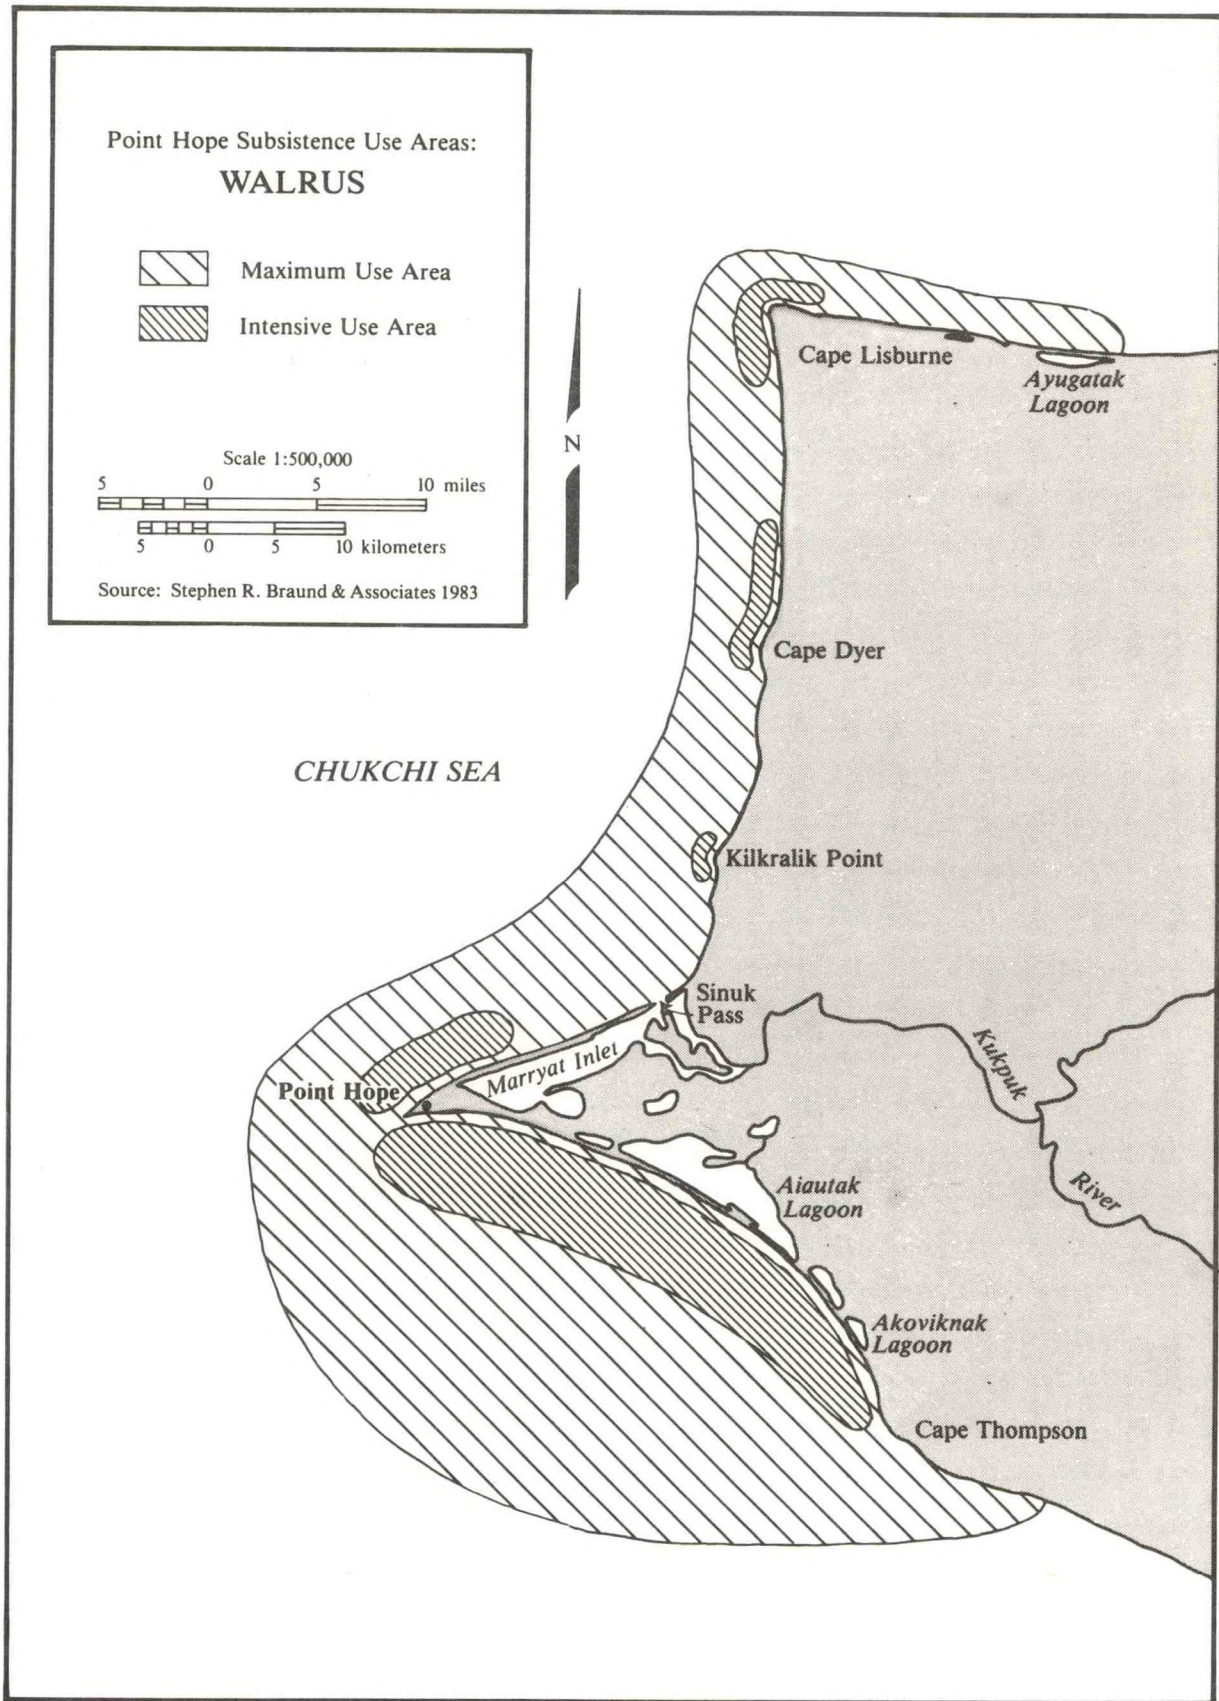 Point Hope Subsistence Use Areas:
WALRUS
Maximum Use Area
Intensive Use Area
Scale 1:500,000
5 0 5 10 miles
5 0 5 10 kilometers
Source: Stephen R. Braund & Associates 1983
N
Cape Lisburne
Ayugatak
Lagoon
Cape Dyer
CHUKCHI SEA
Kilkralik Point
Sinuk
Pass
Marryat Inlet
Kukpuk
River
Point Hope
Aiautak
Lagoon
Akoviknak
Lagoon
Cape Thompson